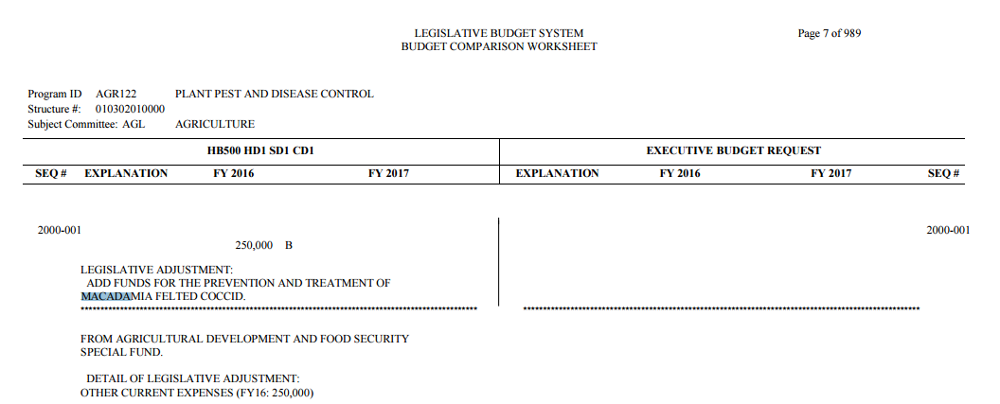 LEGISLATIVE BUDGET SYSTEM
Page 7 of 989
BUDGET COMPARISON WORKSHEET
Program ID AGR122 PLANT PEST AND DISEASE CONTROL
Structure #: 010302010000
Subject Committee: AGL AGRICULTURE
HB500 HD1 SD1 CD1 EXECUTIVE BUDGET REQUEST
SEQ # EXPLANATION FY 2016 FY 2017 EXPLANATION FY 2016 FY 2017 SEQ #
2000-001 2000-001
250,000 B
LEGISLATIVE ADJUSTMENT:
ADD FUNDS FOR THE PREVENTION AND TREATMENT OF
MACADAMIA FELTED COCCID.
FROM AGRICULTURAL DEVELOPMENT AND FOOD SECURITY
SPECIAL FUND.
DETAIL OF LEGISLATIVE ADJUSTMENT:
OTHER CURRENT EXPENSES (FY16: 250,000)